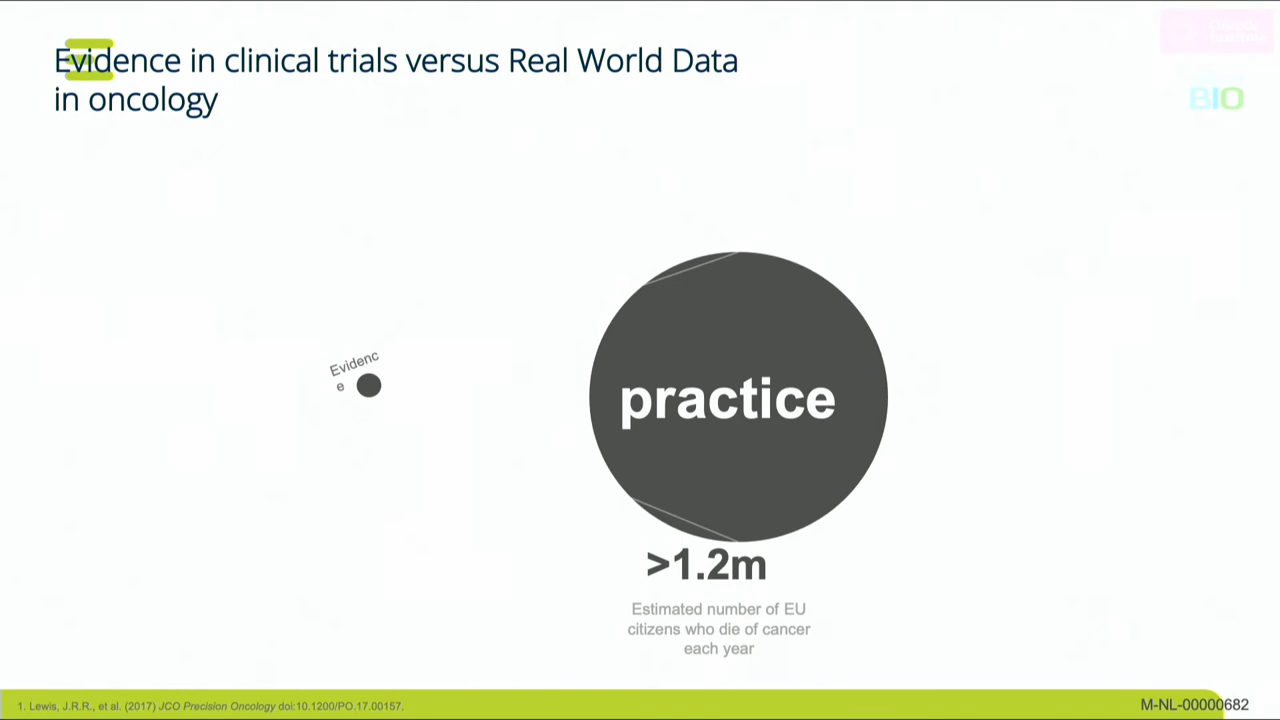 Evidence in clinical trials versus Real World Data
in oncology
BIO
Evidenc
e
practice
>1.2m
Estimated number of EU
citizens who die of cancer
each year
1. Lewis, J.R.R., et al. (2017) JCO Precision Oncology doi:10.1200/PO.17.00157.
M-NL-00000682